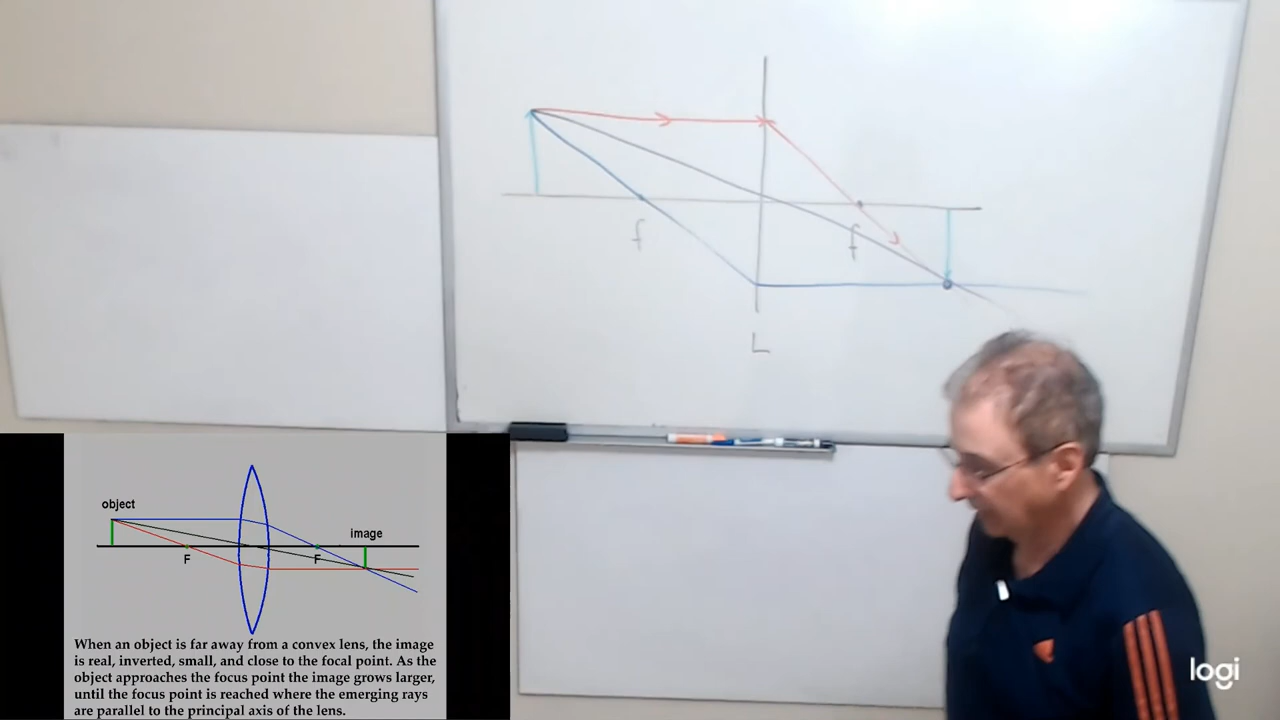 f
f
L
object
image
F
F
When an object is far away from a convex lens, the image
is real, inverted, small, and close to the focal point. As the
object approaches the focus point the image grows larger,
until the focus point is reached where the emerging rays
are parallel to the principal axis of the lens.
logi